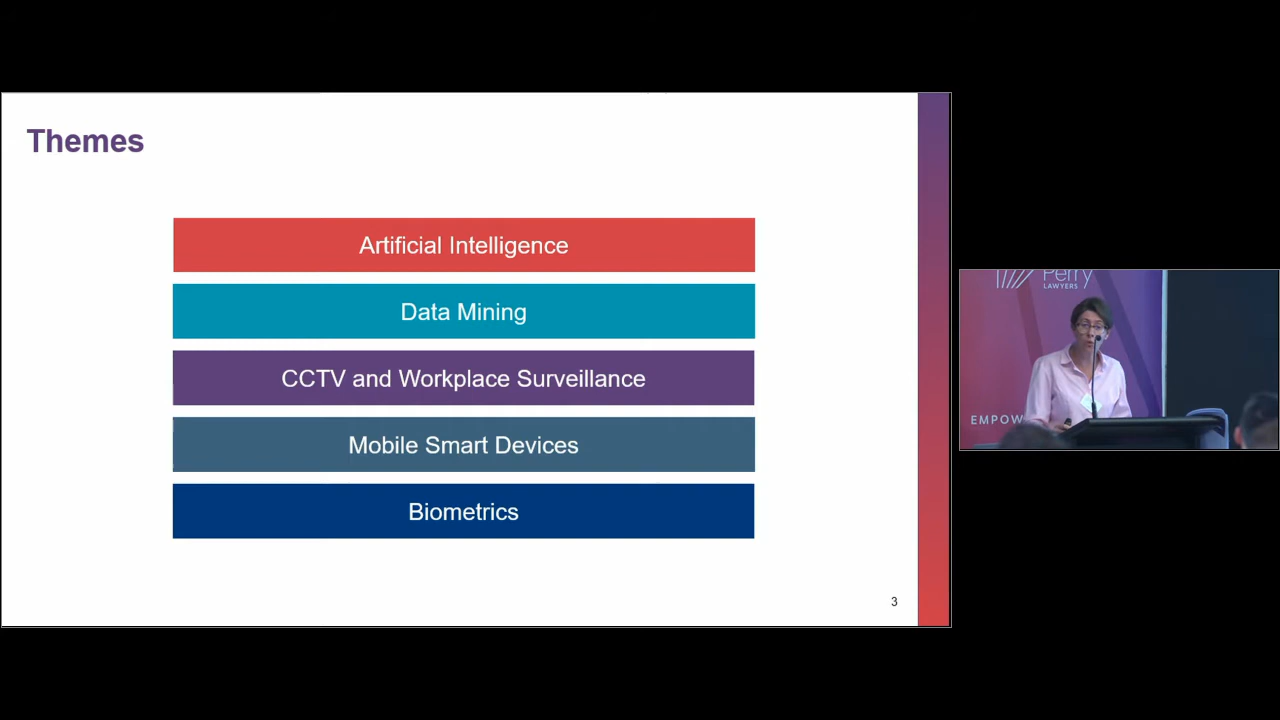 Themes
Artificial Intelligence
Data Mining
CCTV and Workplace Surveillance
Mobile Smart Devices
Biometrics
3
Perry
LAWYERS
EMPOW